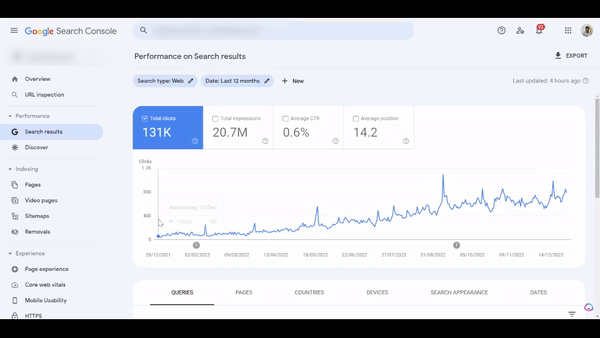 Google Search Console
72
Performance on Search results
EXPORT
Search type: Web
Date: Last 12 months
New
Last updated: 4 hours ago
Overview
URL inspection
Performance
Search results
Discover
Indexing
Pages
Video pages
Sitemaps
Removals
Experience
Page experience
Core web vitals
Mobile Usability
HTTPS
Total clicks
131K
Total impressions
20.7M
Average CTR
0.6%
Average position
14.2
Clicks
1.2K
800
400
0
Wednesday, 29 Dec
Clicks
29/12/2021
02/02/2022
09/03/2022
13/04/2022
18/05/2022
22/06/2022
27/07/2022
31/08/2022
05/10/2022
09/11/2022
14/12/2022
QUERIES
PAGES
COUNTRIES
DEVICES
SEARCH APPEARANCE
DATES